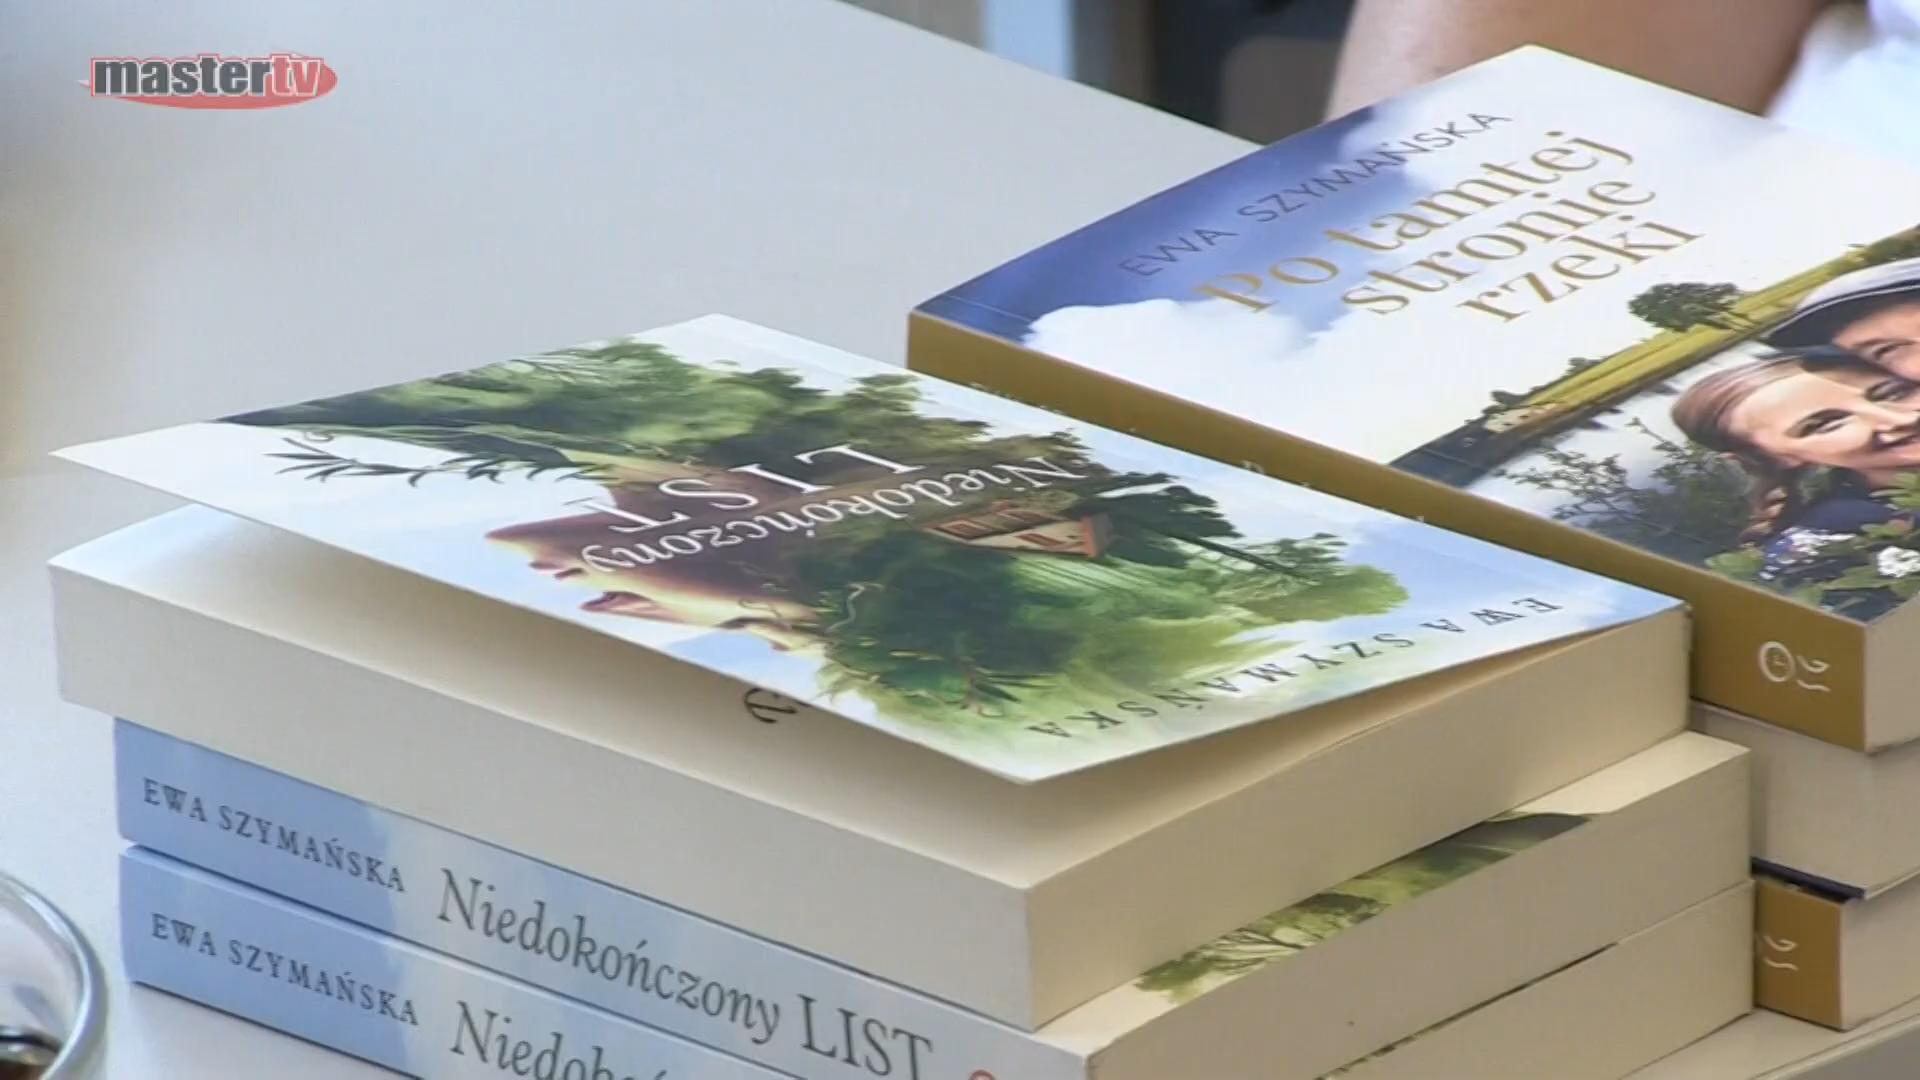 mastertv
EWA SZYMAŃSKA
Po tamtej
stronie
rzeki
Niedokończony
LIST
EWA SZYMAŃSKA
EWA SZYMAŃSKA Niedokończony LIST
EWA SZYMAŃSKA